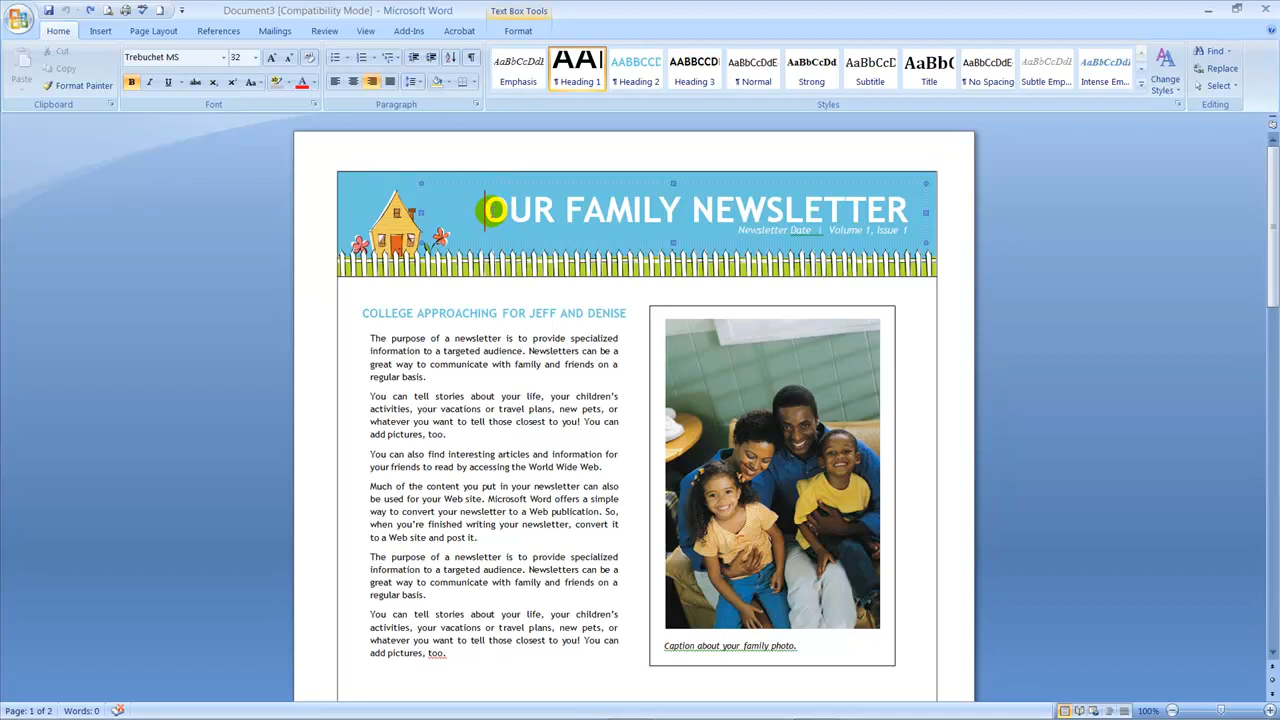 Document3 [Compatibility Mode] - Microsoft Word
Text Box Tools
Home Insert Page Layout References Mailings Review View Add-Ins Acrobat Format
Paste
Cut
Copy
Format Painter
Clipboard
Trebuchet MS 32
Font
Paragraph
AaBbCcDd AAI AABBCCD AABBCCD AaBbCcDd AaBbCcDd AaBbCcD AaBbC AaBbCcDd AaBbCcDd AaBbCcDd
Emphasis ¶ Heading 1 ¶ Heading 2 ¶ Heading 3 ¶ Normal Strong Subtitle Title ¶ No Spacing Subtle Emp... Intense Em...
Styles
Change
Styles
Find
Replace
Select
Editing
OUR FAMILY NEWSLETTER
Newsletter Date | Volume 1, Issue 1
COLLEGE APPROACHING FOR JEFF AND DENISE
The purpose of a newsletter is to provide specialized
information to a targeted audience. Newsletters can be a
great way to communicate with family and friends on a
regular basis.
You can tell stories about your life, your children's
activities, your vacations or travel plans, new pets, or
whatever you want to tell those closest to you! You can
add pictures, too.
You can also find interesting articles and information for
your friends to read by accessing the World Wide Web.
Much of the content you put in your newsletter can also
be used for your Web site. Microsoft Word offers a simple
way to convert your newsletter to a Web publication. So,
when you're finished writing your newsletter, convert it
to a Web site and post it.
The purpose of a newsletter is to provide specialized
information to a targeted audience. Newsletters can be a
great way to communicate with family and friends on a
regular basis.
You can tell stories about your life, your children's
activities, your vacations or travel plans, new pets, or
whatever you want to tell those closest to you! You can
add pictures, too.
Caption about your family photo.
Page: 1 of 2 Words: 0 100%